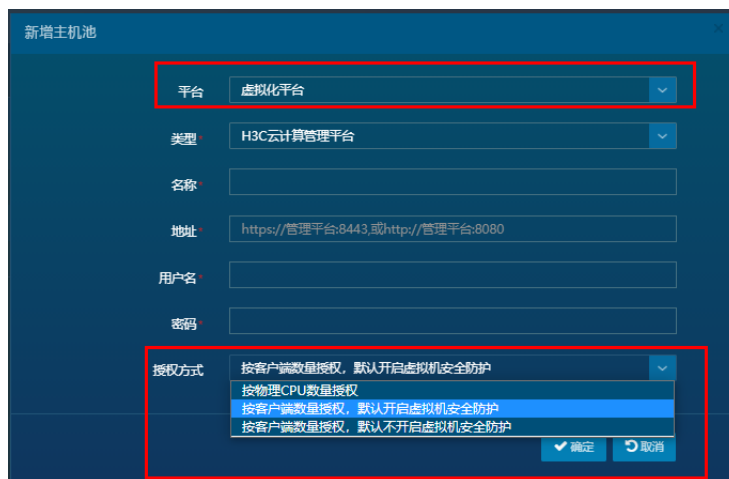 新增主机池
平台 虚拟化平台
类型* H3C云计算管理平台
名称*
地址* https://管理平台:8443,或http://管理平台:8080
用户名*
密码*
授权方式 按客户端数量授权，默认开启虚拟机安全防护
按物理CPU数量授权
按客户端数量授权，默认开启虚拟机安全防护
按客户端数量授权，默认不开启虚拟机安全防护
确定 取消